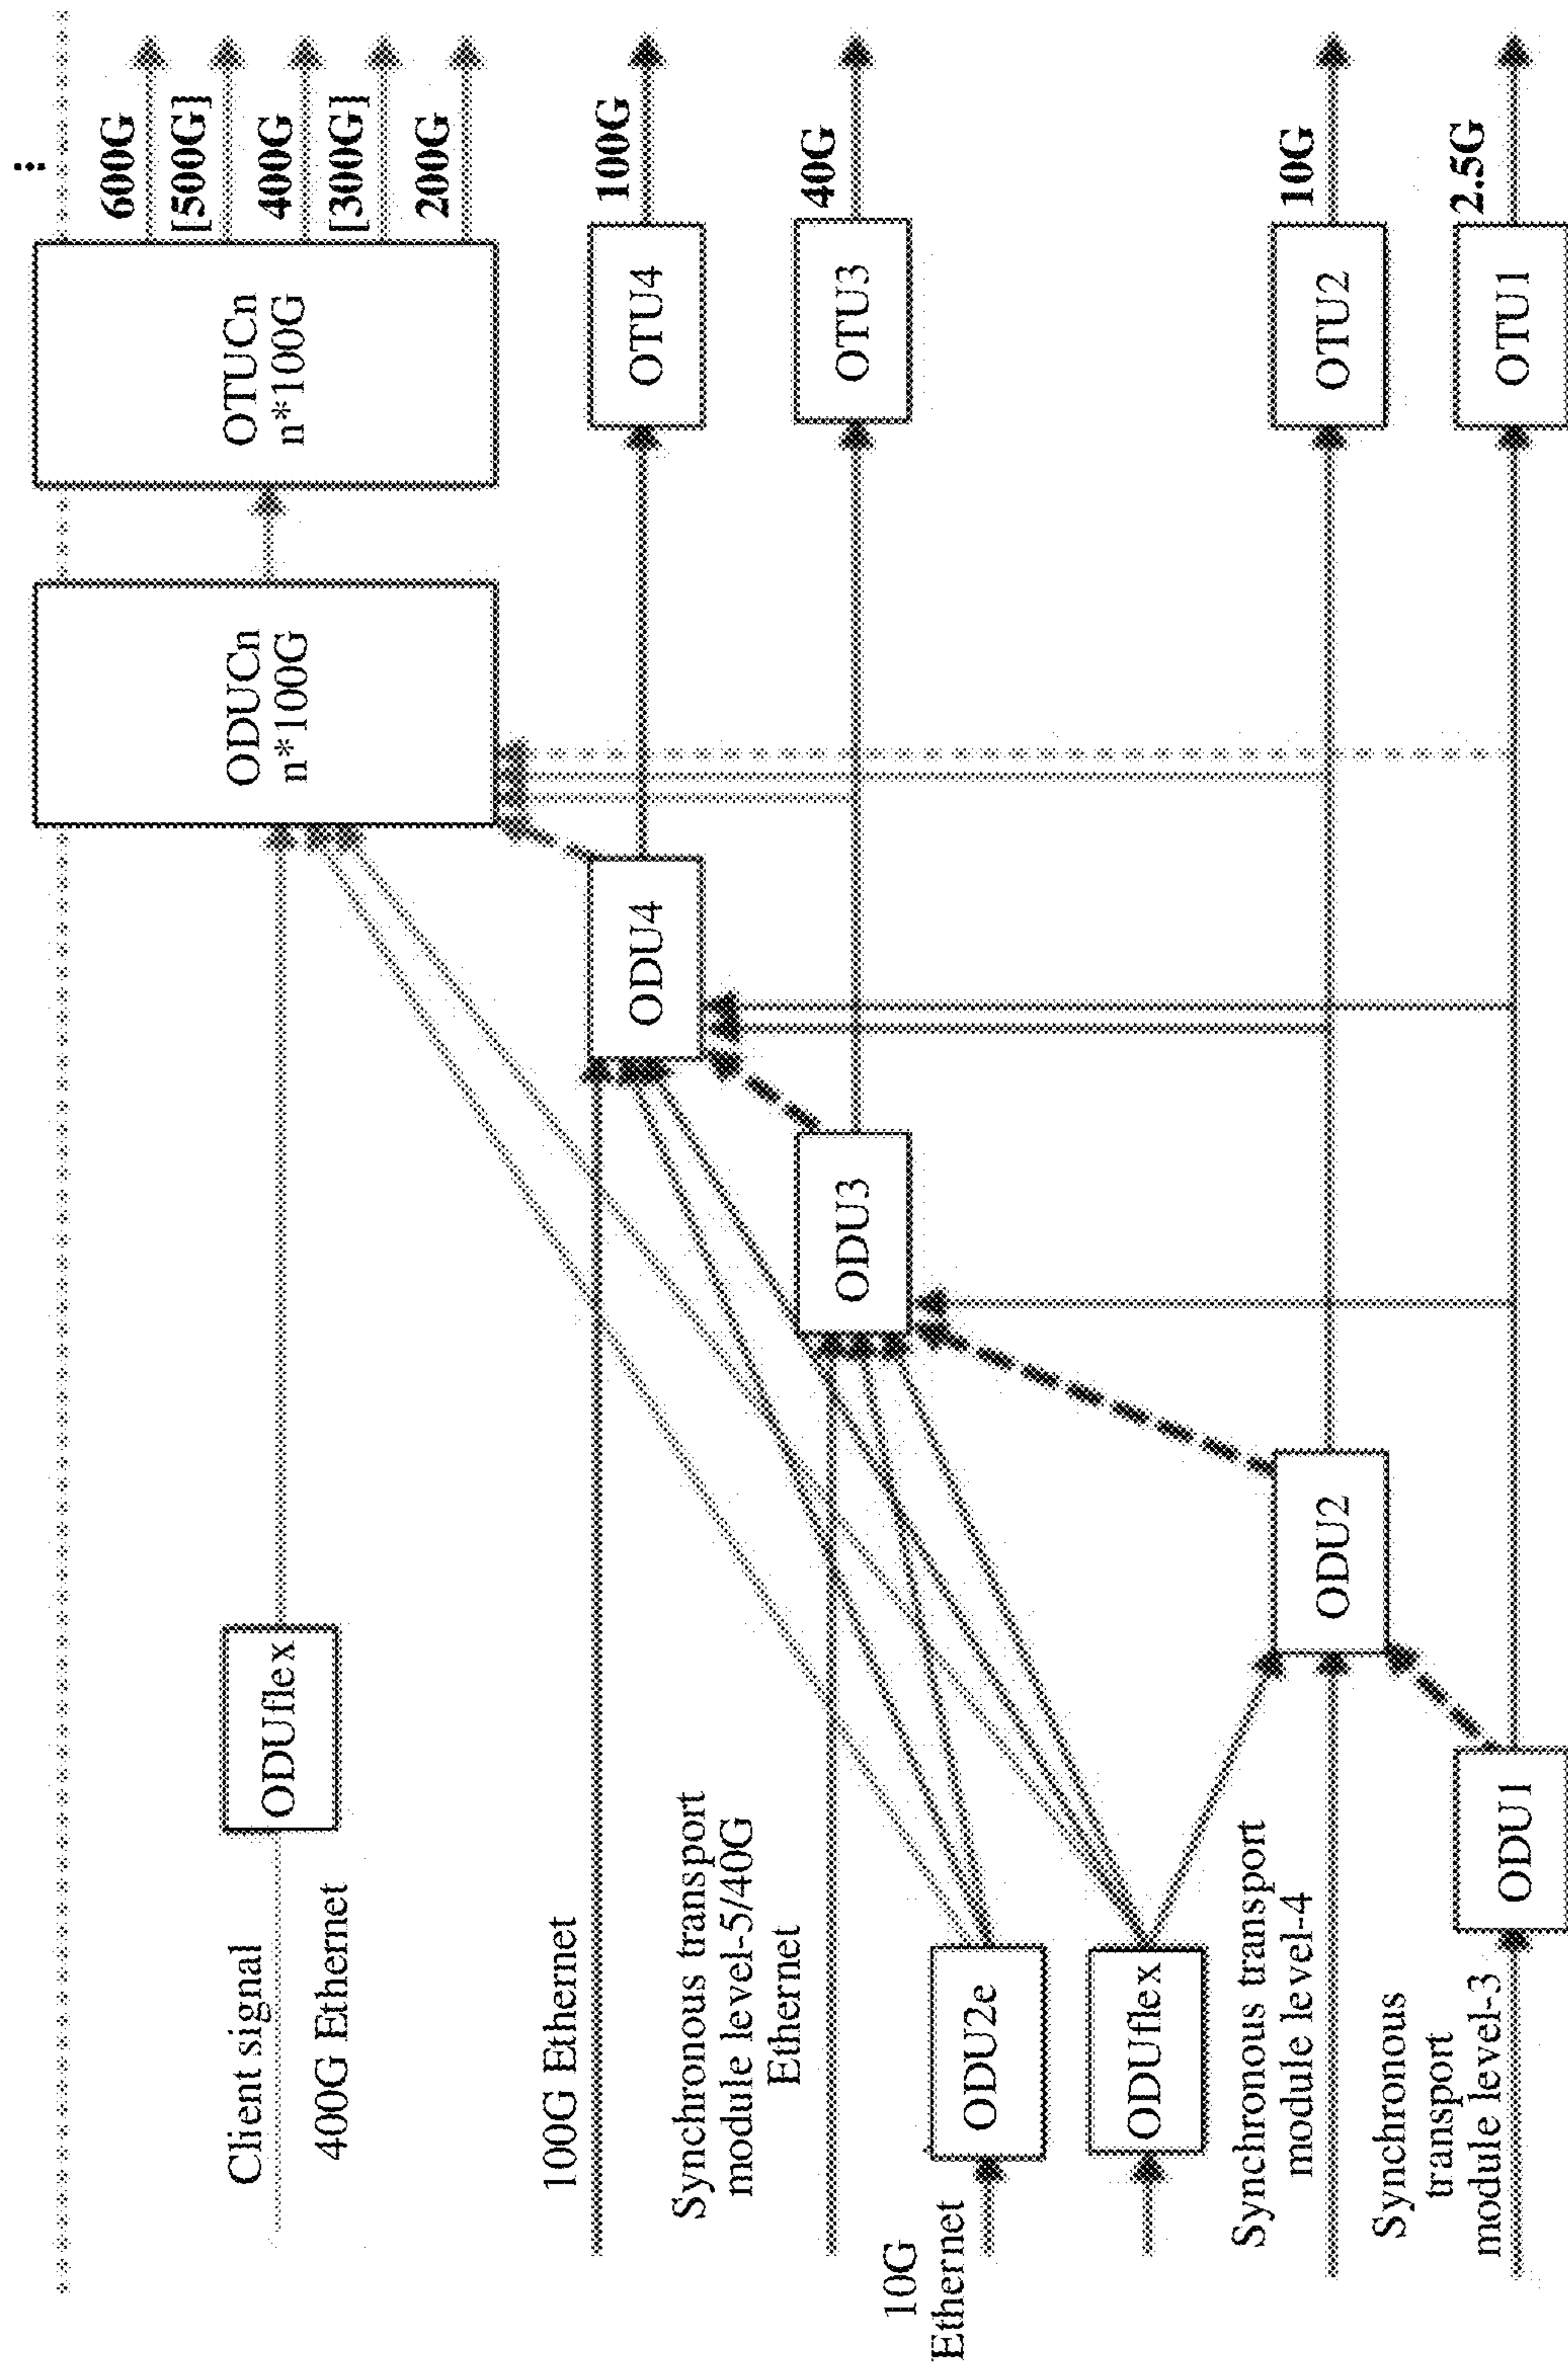 Client signal
400G Ethernet
ODUflex
ODUCn
n*100G
OTUCn
n*100G
...
600G
[500G]
400G
[300G]
200G
100G Ethernet
ODU4
OTU4
100G
Synchronous transport
module level-5/40G
Ethernet
ODU3
OTU3
40G
10G
Ethernet
ODU2e
ODUflex
Synchronous transport
module level-4
ODU2
OTU2
10G
Synchronous
transport
module level-3
ODU1
OTU1
2.5G